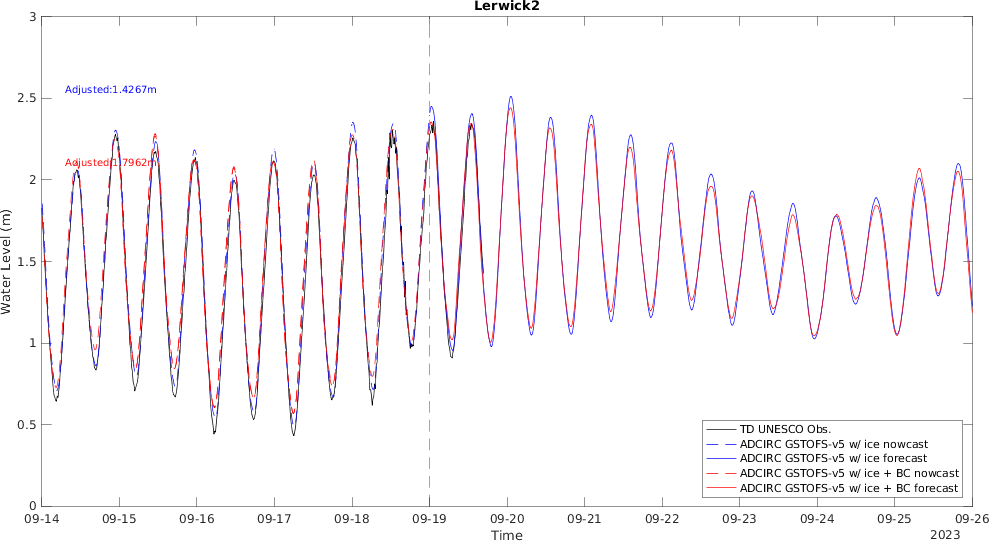 Lerwick2
3
2.5
2
1.5
1
0.5
0
Water Level (m)
Adjusted:1.4267m
Adjusted:1.7962m
TD UNESCO Obs.
ADCIRC GSTOFS-v5 w/ ice nowcast
ADCIRC GSTOFS-v5 w/ ice forecast
ADCIRC GSTOFS-v5 w/ ice + BC nowcast
ADCIRC GSTOFS-v5 w/ ice + BC forecast
09-14 09-15 09-16 09-17 09-18 09-19 09-20 09-21 09-22 09-23 09-24 09-25 09-26
Time
2023